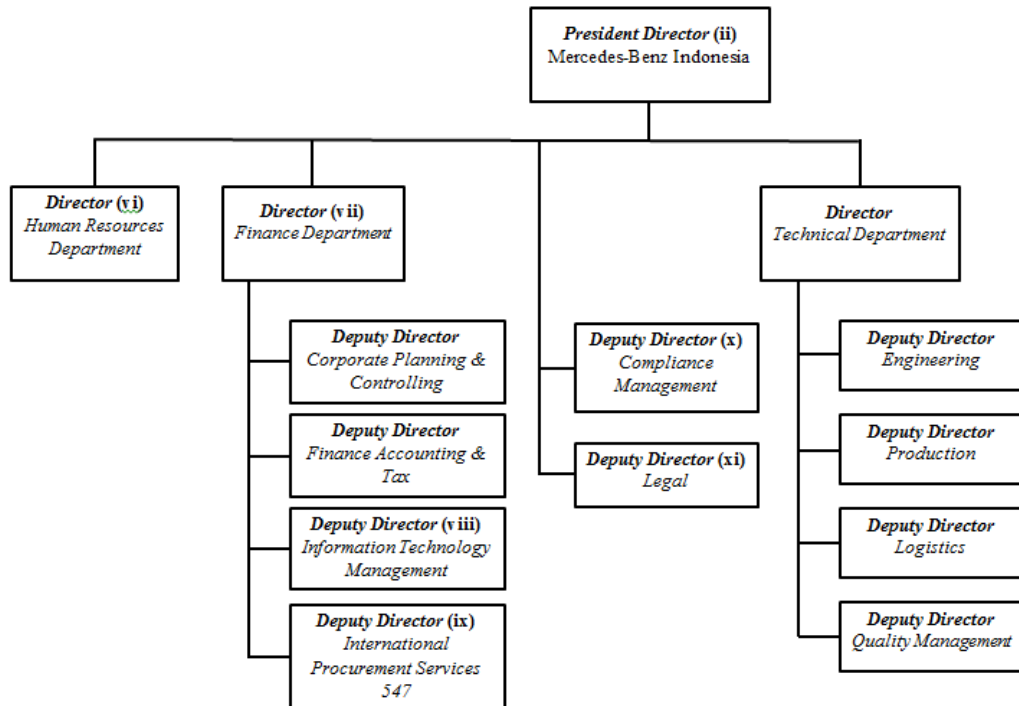 President Director (ii)
Mercedes-Benz Indonesia
Director (vi)
Human Resources
Department
Director (vii)
Finance Department
Director
Technical Department
Deputy Director
Corporate Planning &
Controlling
Deputy Director
Finance Accounting &
Tax
Deputy Director (viii)
Information Technology
Management
Deputy Director (ix)
International
Procurement Services
547
Deputy Director (x)
Compliance
Management
Deputy Director (xi)
Legal
Deputy Director
Engineering
Deputy Director
Production
Deputy Director
Logistics
Deputy Director
Quality Management